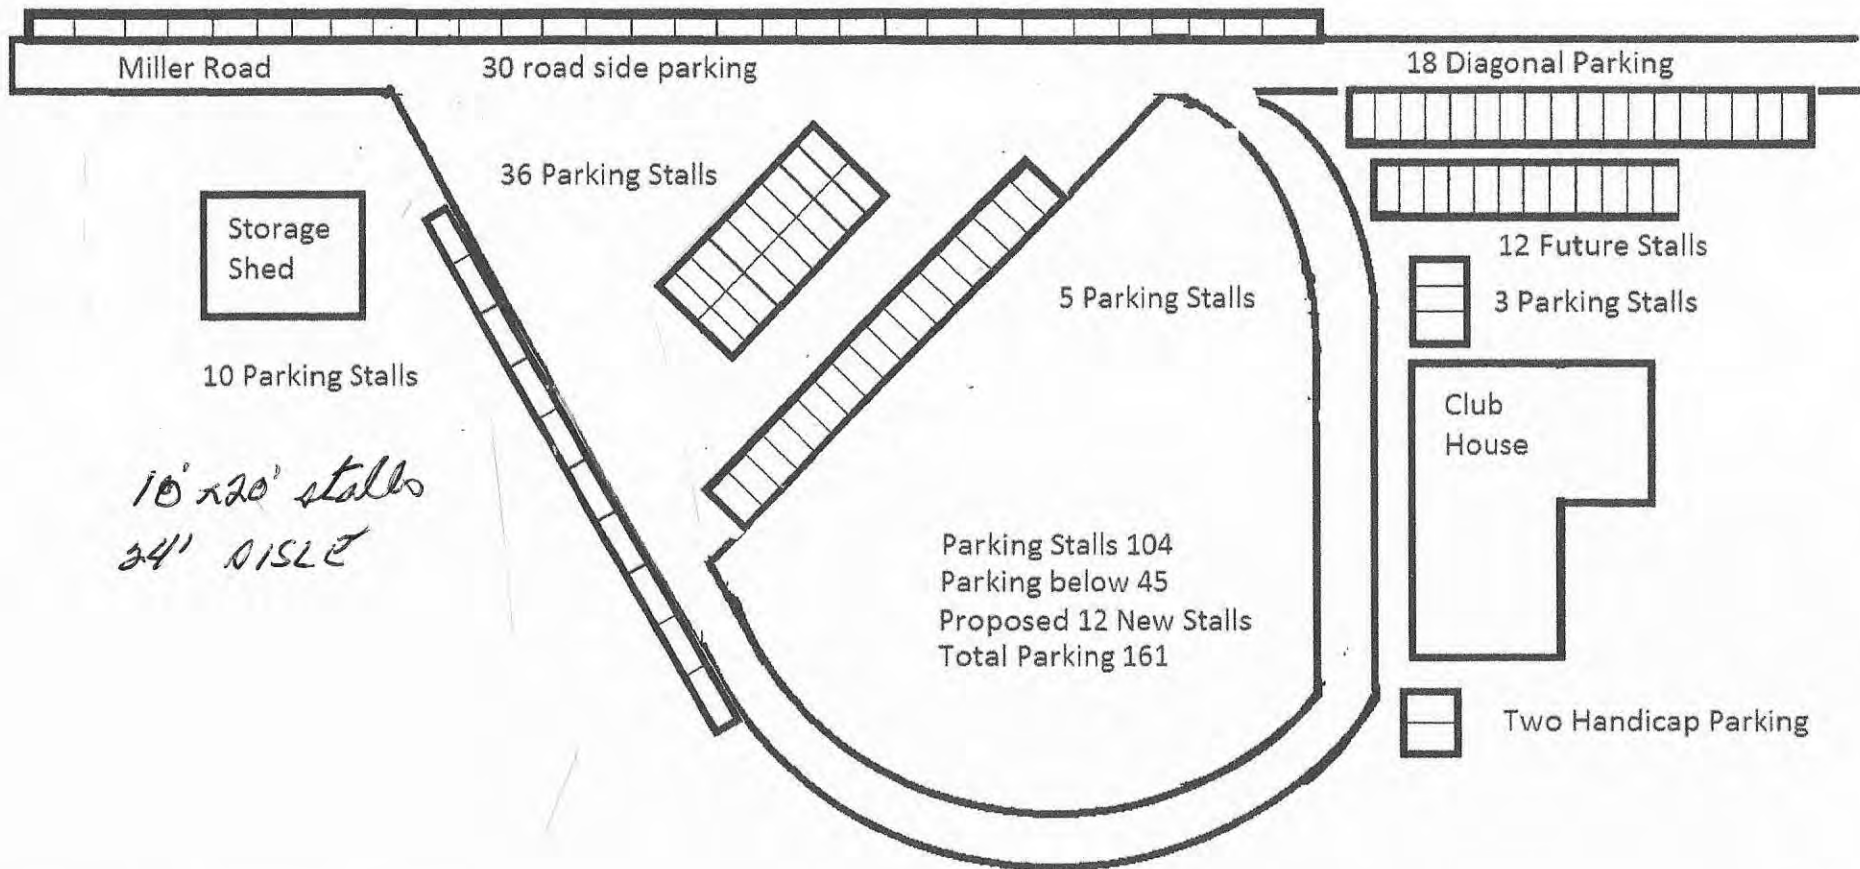 Miller Road
30 road side parking
18 Diagonal Parking
36 Parking Stalls
Storage
Shed
12 Future Stalls
5 Parking Stalls
3 Parking Stalls
10 Parking Stalls
Club
House
10' x 20' stalls
24' AISLE
Parking Stalls 104
Parking below 45
Proposed 12 New Stalls
Total Parking 161
Two Handicap Parking